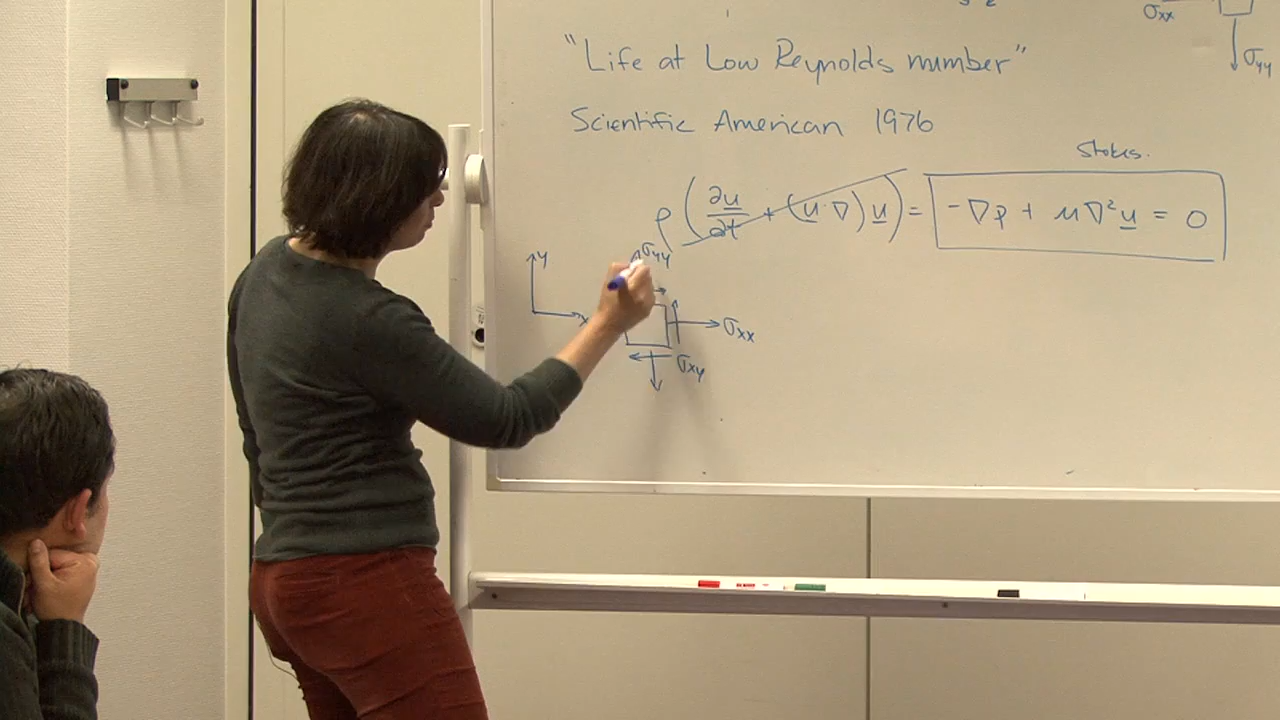 σxx
σyy
"Life at Low Reynolds number"
Scientific American 1976
Stokes.
ρ(∂u/∂t + (u·∇)u) = -∇p + μ∇²u = 0
σyy
y
x
σxx
σxy